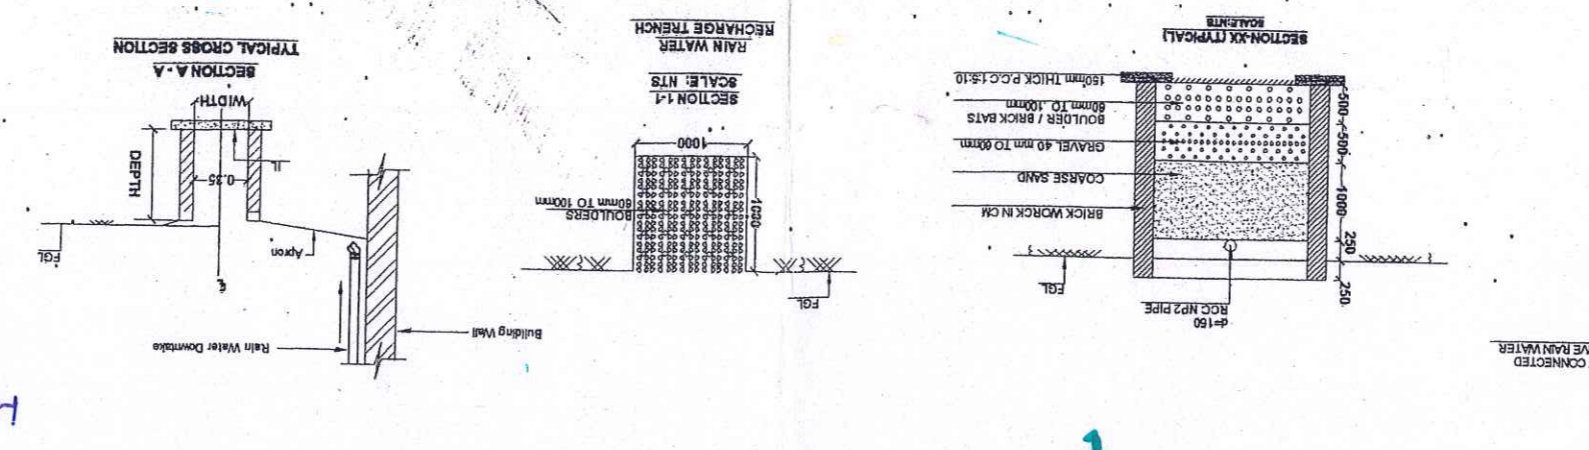 CONNECTED
VE RAIN WATER
d=150
RCC NP2 PIPE
FGL
250
250
1000
500
500
BRICK WORCK IN CM
COARSE SAND
GRAVEL 40 mm TO 60mm
BOULDER / BRICK BATS
60mm TO 100mm
150mm THICK P.C.C 1:5:10
SECTION-XX (TYPICAL)
SCALE:NTS
FGL
BOULDERS
60mm TO 100mm
1000
1000
SECTION 1-1
SCALE: NTS
RAIN WATER
RECHARGE TRENCH
Building Wall
Rain Water Downtake
Apron
FGL
0.35
DEPTH
IL
WIDTH
SECTION A - A
TYPICAL CROSS SECTION